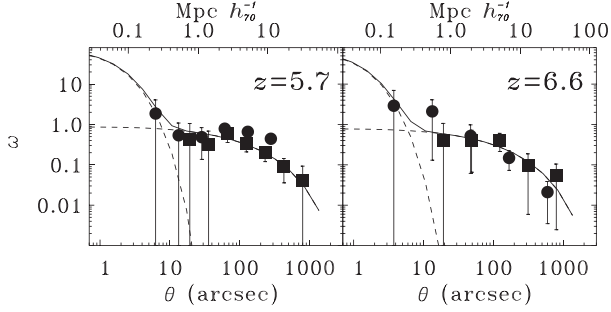 Mpc h₇₀⁻¹ Mpc h₇₀⁻¹
0.1 1.0 10 0.1 1.0 10 100
z=5.7 z=6.6
10
1.0
0.1
0.01
ω
1 10 100 1000 1 10 100 1000
θ (arcsec) θ (arcsec)